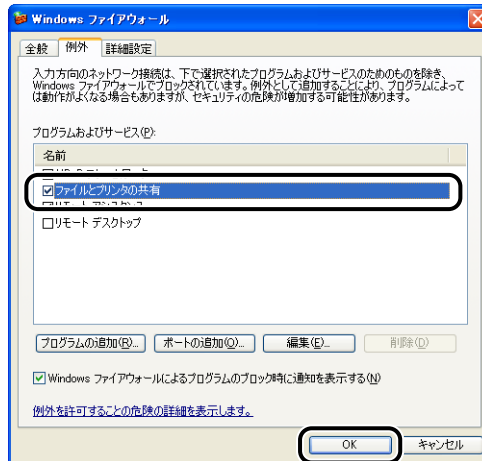 Windows ファイアウォール
全般 例外 詳細設定
入力方向のネットワーク接続は、下で選択されたプログラムおよびサービスのためのものを除き、
Windows ファイアウォールでブロックされています。例外として追加することにより、プログラムによって
は動作がよくなる場合もありますが、セキュリティの危険が増加する可能性があります。
プログラムおよびサービス(P):
名前
ファイルとプリンタの共有
リモート デスクトップ
プログラムの追加(R)... ポートの追加(O)... 編集(E)... 削除(D)
Windows ファイアウォールによるプログラムのブロック時に通知を表示する(N)
例外を許可することの危険の詳細を表示します。
OK キャンセル